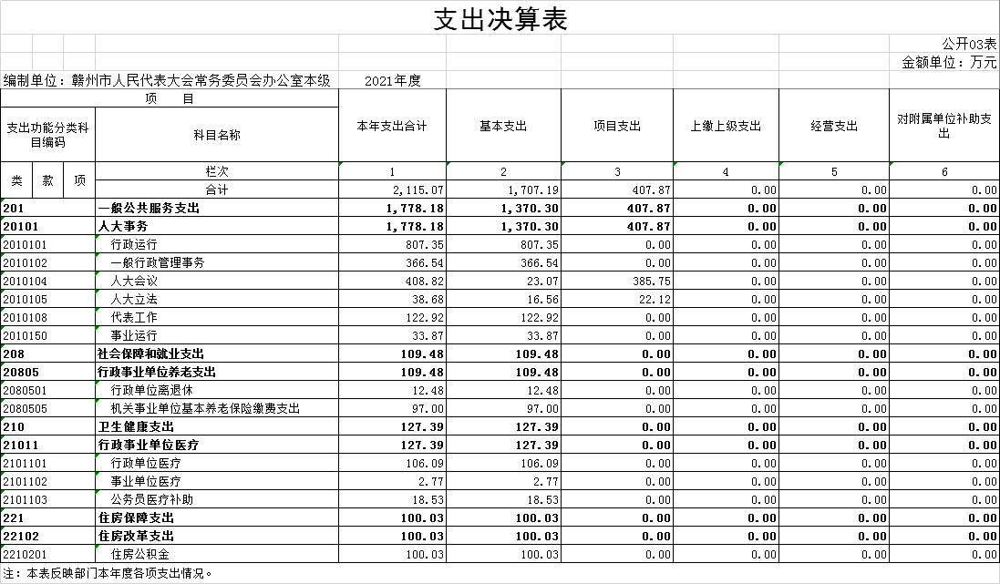 支出决算表
公开03表
金额单位：万元
编制单位：赣州市人民代表大会常务委员会办公室本级 2021年度
项 目 本年支出合计 基本支出 项目支出 上缴上级支出 经营支出 对附属单位补助支出
支出功能分类科目编码 科目名称
类 款 项 栏次 1 2 3 4 5 6
合计 2,115.07 1,707.19 407.87 0.00 0.00 0.00
201 一般公共服务支出 1,778.18 1,370.30 407.87 0.00 0.00 0.00
20101 人大事务 1,778.18 1,370.30 407.87 0.00 0.00 0.00
2010101 行政运行 807.35 807.35 0.00 0.00 0.00 0.00
2010102 一般行政管理事务 366.54 366.54 0.00 0.00 0.00 0.00
2010104 人大会议 408.82 23.07 385.75 0.00 0.00 0.00
2010105 人大立法 38.68 16.56 22.12 0.00 0.00 0.00
2010108 代表工作 122.92 122.92 0.00 0.00 0.00 0.00
2010150 事业运行 33.87 33.87 0.00 0.00 0.00 0.00
208 社会保障和就业支出 109.48 109.48 0.00 0.00 0.00 0.00
20805 行政事业单位养老支出 109.48 109.48 0.00 0.00 0.00 0.00
2080501 行政单位离退休 12.48 12.48 0.00 0.00 0.00 0.00
2080505 机关事业单位基本养老保险缴费支出 97.00 97.00 0.00 0.00 0.00 0.00
210 卫生健康支出 127.39 127.39 0.00 0.00 0.00 0.00
21011 行政事业单位医疗 127.39 127.39 0.00 0.00 0.00 0.00
2101101 行政单位医疗 106.09 106.09 0.00 0.00 0.00 0.00
2101102 事业单位医疗 2.77 2.77 0.00 0.00 0.00 0.00
2101103 公务员医疗补助 18.53 18.53 0.00 0.00 0.00 0.00
221 住房保障支出 100.03 100.03 0.00 0.00 0.00 0.00
22102 住房改革支出 100.03 100.03 0.00 0.00 0.00 0.00
2210201 住房公积金 100.03 100.03 0.00 0.00 0.00 0.00
注：本表反映部门本年度各项支出情况。